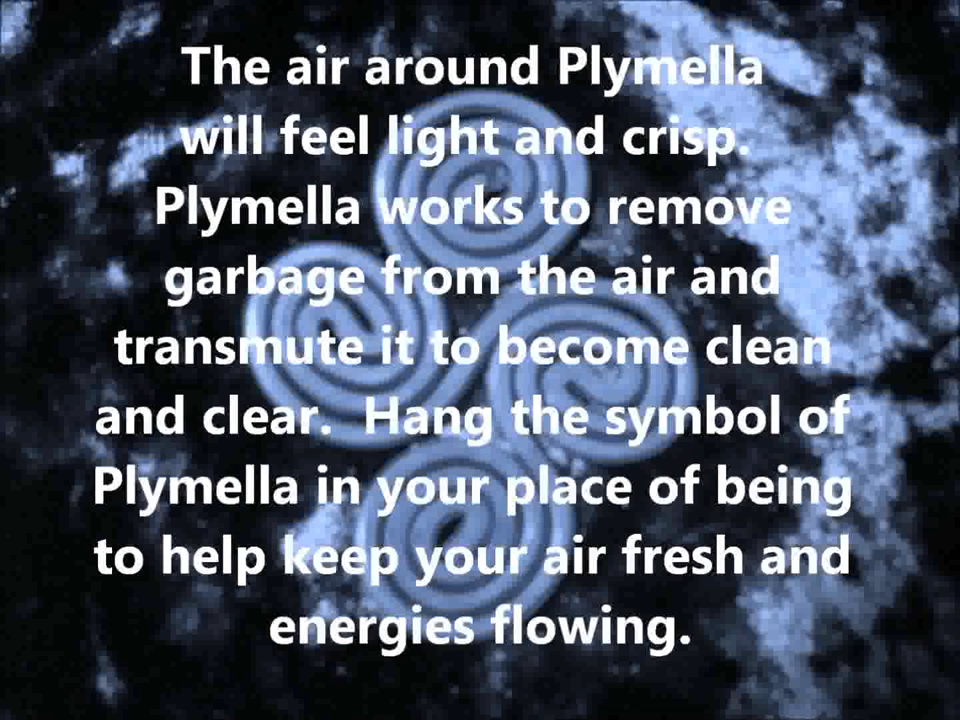 The air around Plymella
will feel light and crisp.
Plymella works to remove
garbage from the air and
transmute it to become clean
and clear.  Hang the symbol of
Plymella in your place of being
to help keep your air fresh and
energies flowing.